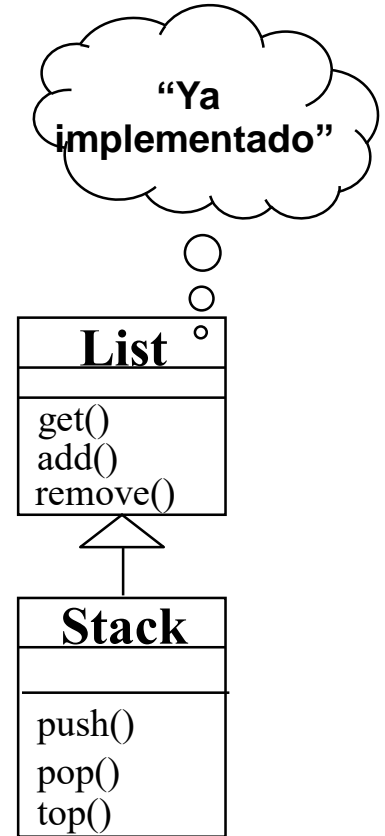 “Ya
implementado”
List
get()
add()
remove()
Stack
push()
pop()
top()